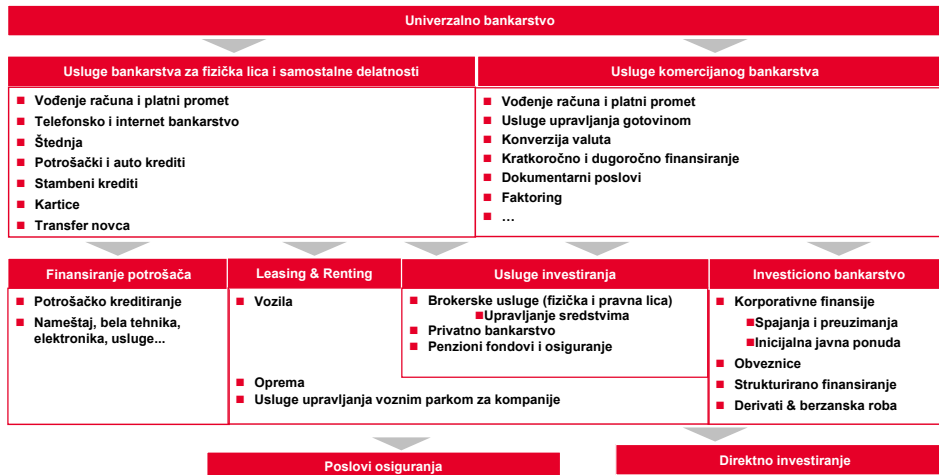 Univerzalno bankarstvo
Usluge bankarstva za fizička lica i samostalne delatnosti
Vođenje računa i platni promet
Telefonsko i internet bankarstvo
Štednja
Potrošački i auto krediti
Stambeni krediti
Kartice
Transfer novca
Usluge komercijanog bankarstva
Vođenje računa i platni promet
Usluge upravljanja gotovinom
Konverzija valuta
Kratkoročno i dugoročno finansiranje
Dokumentarni poslovi
Faktoring
…
Finansiranje potrošača
Potrošačko kreditiranje
Nameštaj, bela tehnika,
elektronika, usluge...
Leasing & Renting
Vozila
Oprema
Usluge upravljanja voznim parkom za kompanije
Usluge investiranja
Brokerske usluge (fizička i pravna lica)
Upravljanje sredstvima
Privatno bankarstvo
Penzioni fondovi i osiguranje
Investiciono bankarstvo
Korporativne finansije
Spajanja i preuzimanja
Inicijalna javna ponuda
Obveznice
Strukturirano finansiranje
Derivati & berzanska roba
Poslovi osiguranja
Direktno investiranje